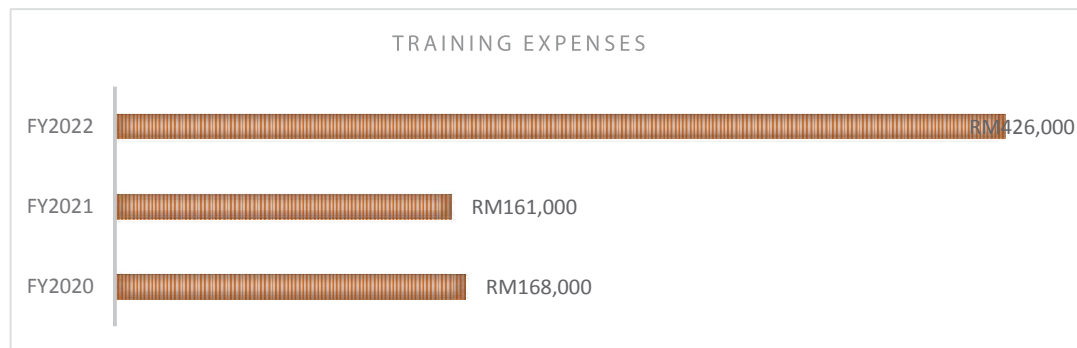 TRAINING EXPENSES
FY2022 RM426,000
FY2021 RM161,000
FY2020 RM168,000